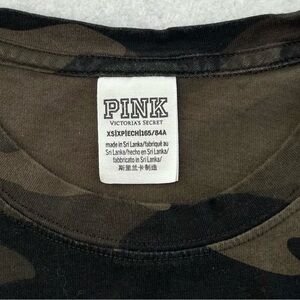 PINK
VICTORIA'S SECRET
XS|XP|ECH|165/84A
made in Sri Lanka/fabriqué au
Sri Lanka/hecho en Sri Lanka/
fabbricato in Sri Lanka/
斯里兰卡制造